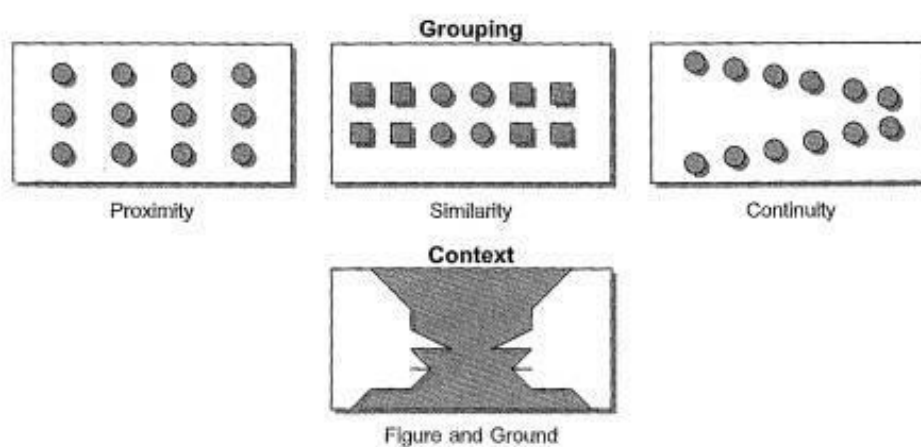 Grouping
Proximity
Similarity
Continuity
Context
Figure and Ground